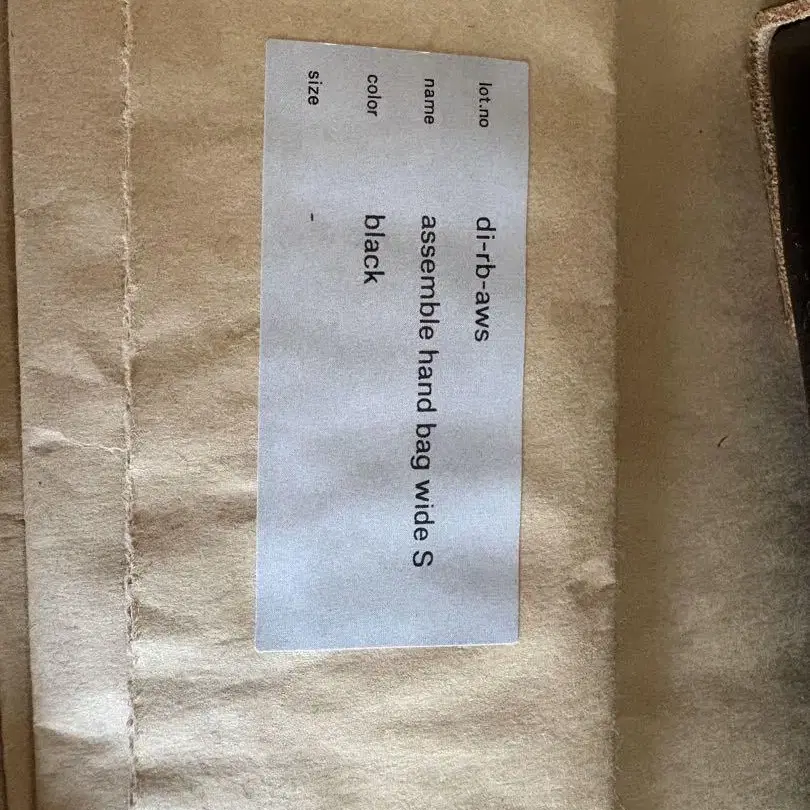 lot.no di-rb-aws
name assemble hand bag wide S
color black
size -